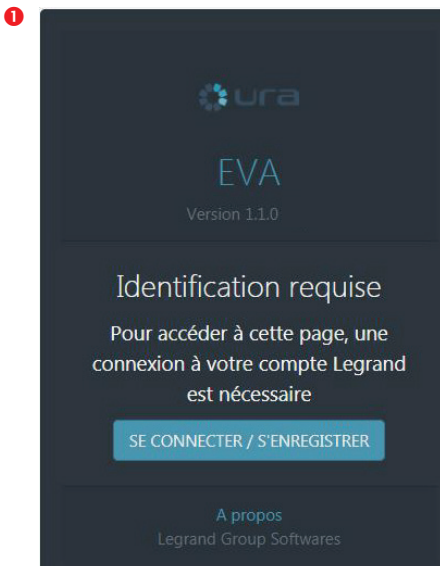 1
ura
EVA
Version 1.1.0
Identification requise
Pour accéder à cette page, une
connexion à votre compte Legrand
est nécessaire
SE CONNECTER / S'ENREGISTRER
A propos
Legrand Group Softwares